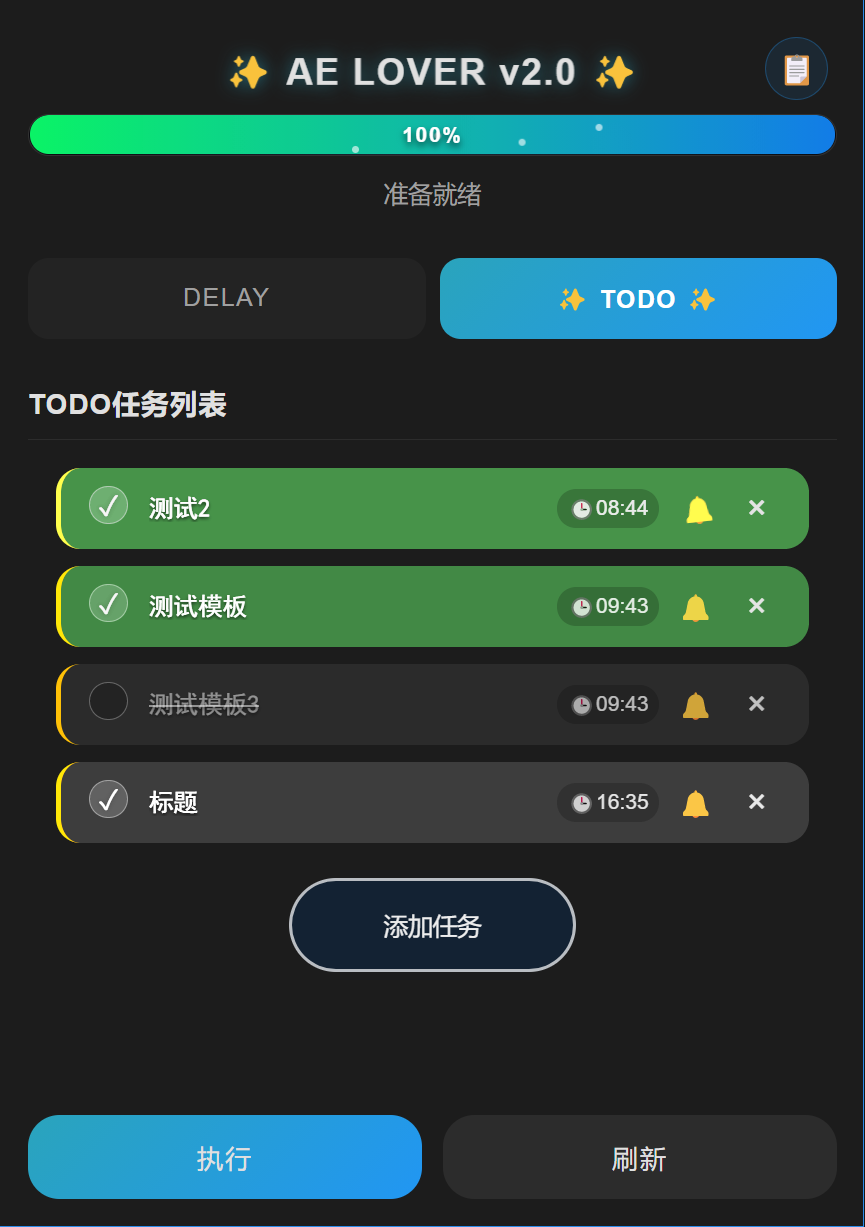 ✨ AE LOVER v2.0 ✨
100%
准备就绪
DELAY
✨ TODO ✨
TODO任务列表
测试2 08:44 ✕
测试模板 09:43 ✕
测试模板3 09:43 ✕
标题 16:35 ✕
添加任务
执行
刷新